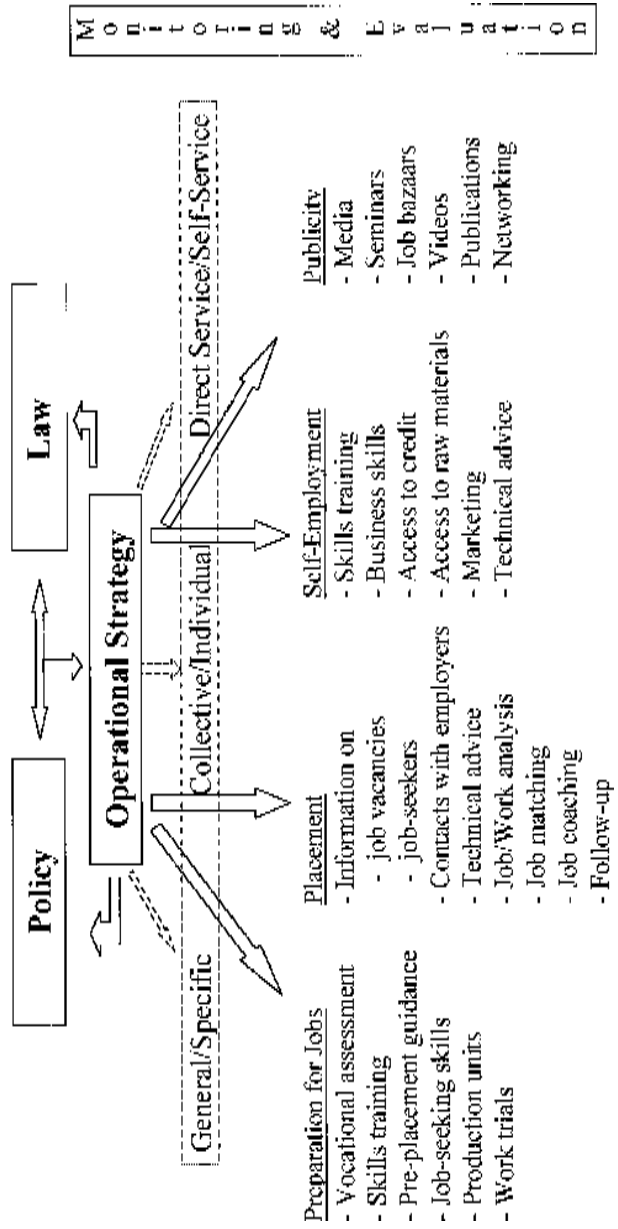 Policy
Law
Operational Strategy
General/Specific
Collective/Individual
Direct Service/Self-Service
Preparation for Jobs
- Vocational assessment
- Skills training
- Pre-placement guidance
- Job-seeking skills
- Production units
- Work trials
Placement
- Information on
- job vacancies
- job-seekers
- Contacts with employers
- Technical advice
- Job/Work analysis
- Job matching
- Job coaching
- Follow-up
Self-Employment
- Skills training
- Business skills
- Access to credit
- Access to raw materials
- Marketing
- Technical advice
Publicity
- Media
- Seminars
- Job bazaars
- Videos
- Publications
- Networking
Monitoring & Evaluation